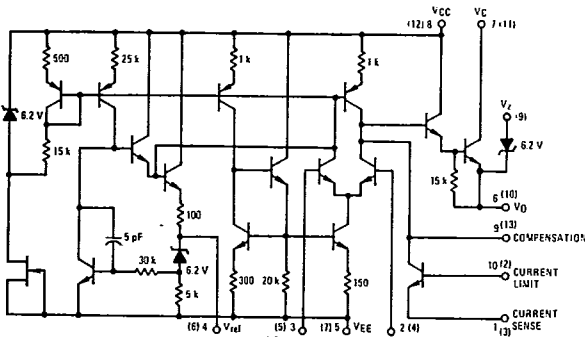 VCC
(12) 8
VC
7 (11)
500
25 k
1 k
1 k
6.2 V
15 k
Vz
(9)
6.2 V
15 k
6 (10)
VO
9 (13)
COMPENSATION
100
5 pF
30 k
6.2 V
5 k
300
20 k
150
10 (2)
CURRENT
LIMIT
CURRENT
SENSE
1 (3)
(6) 4
Vref
(5) 3
(7) 5
VEE
2 (4)